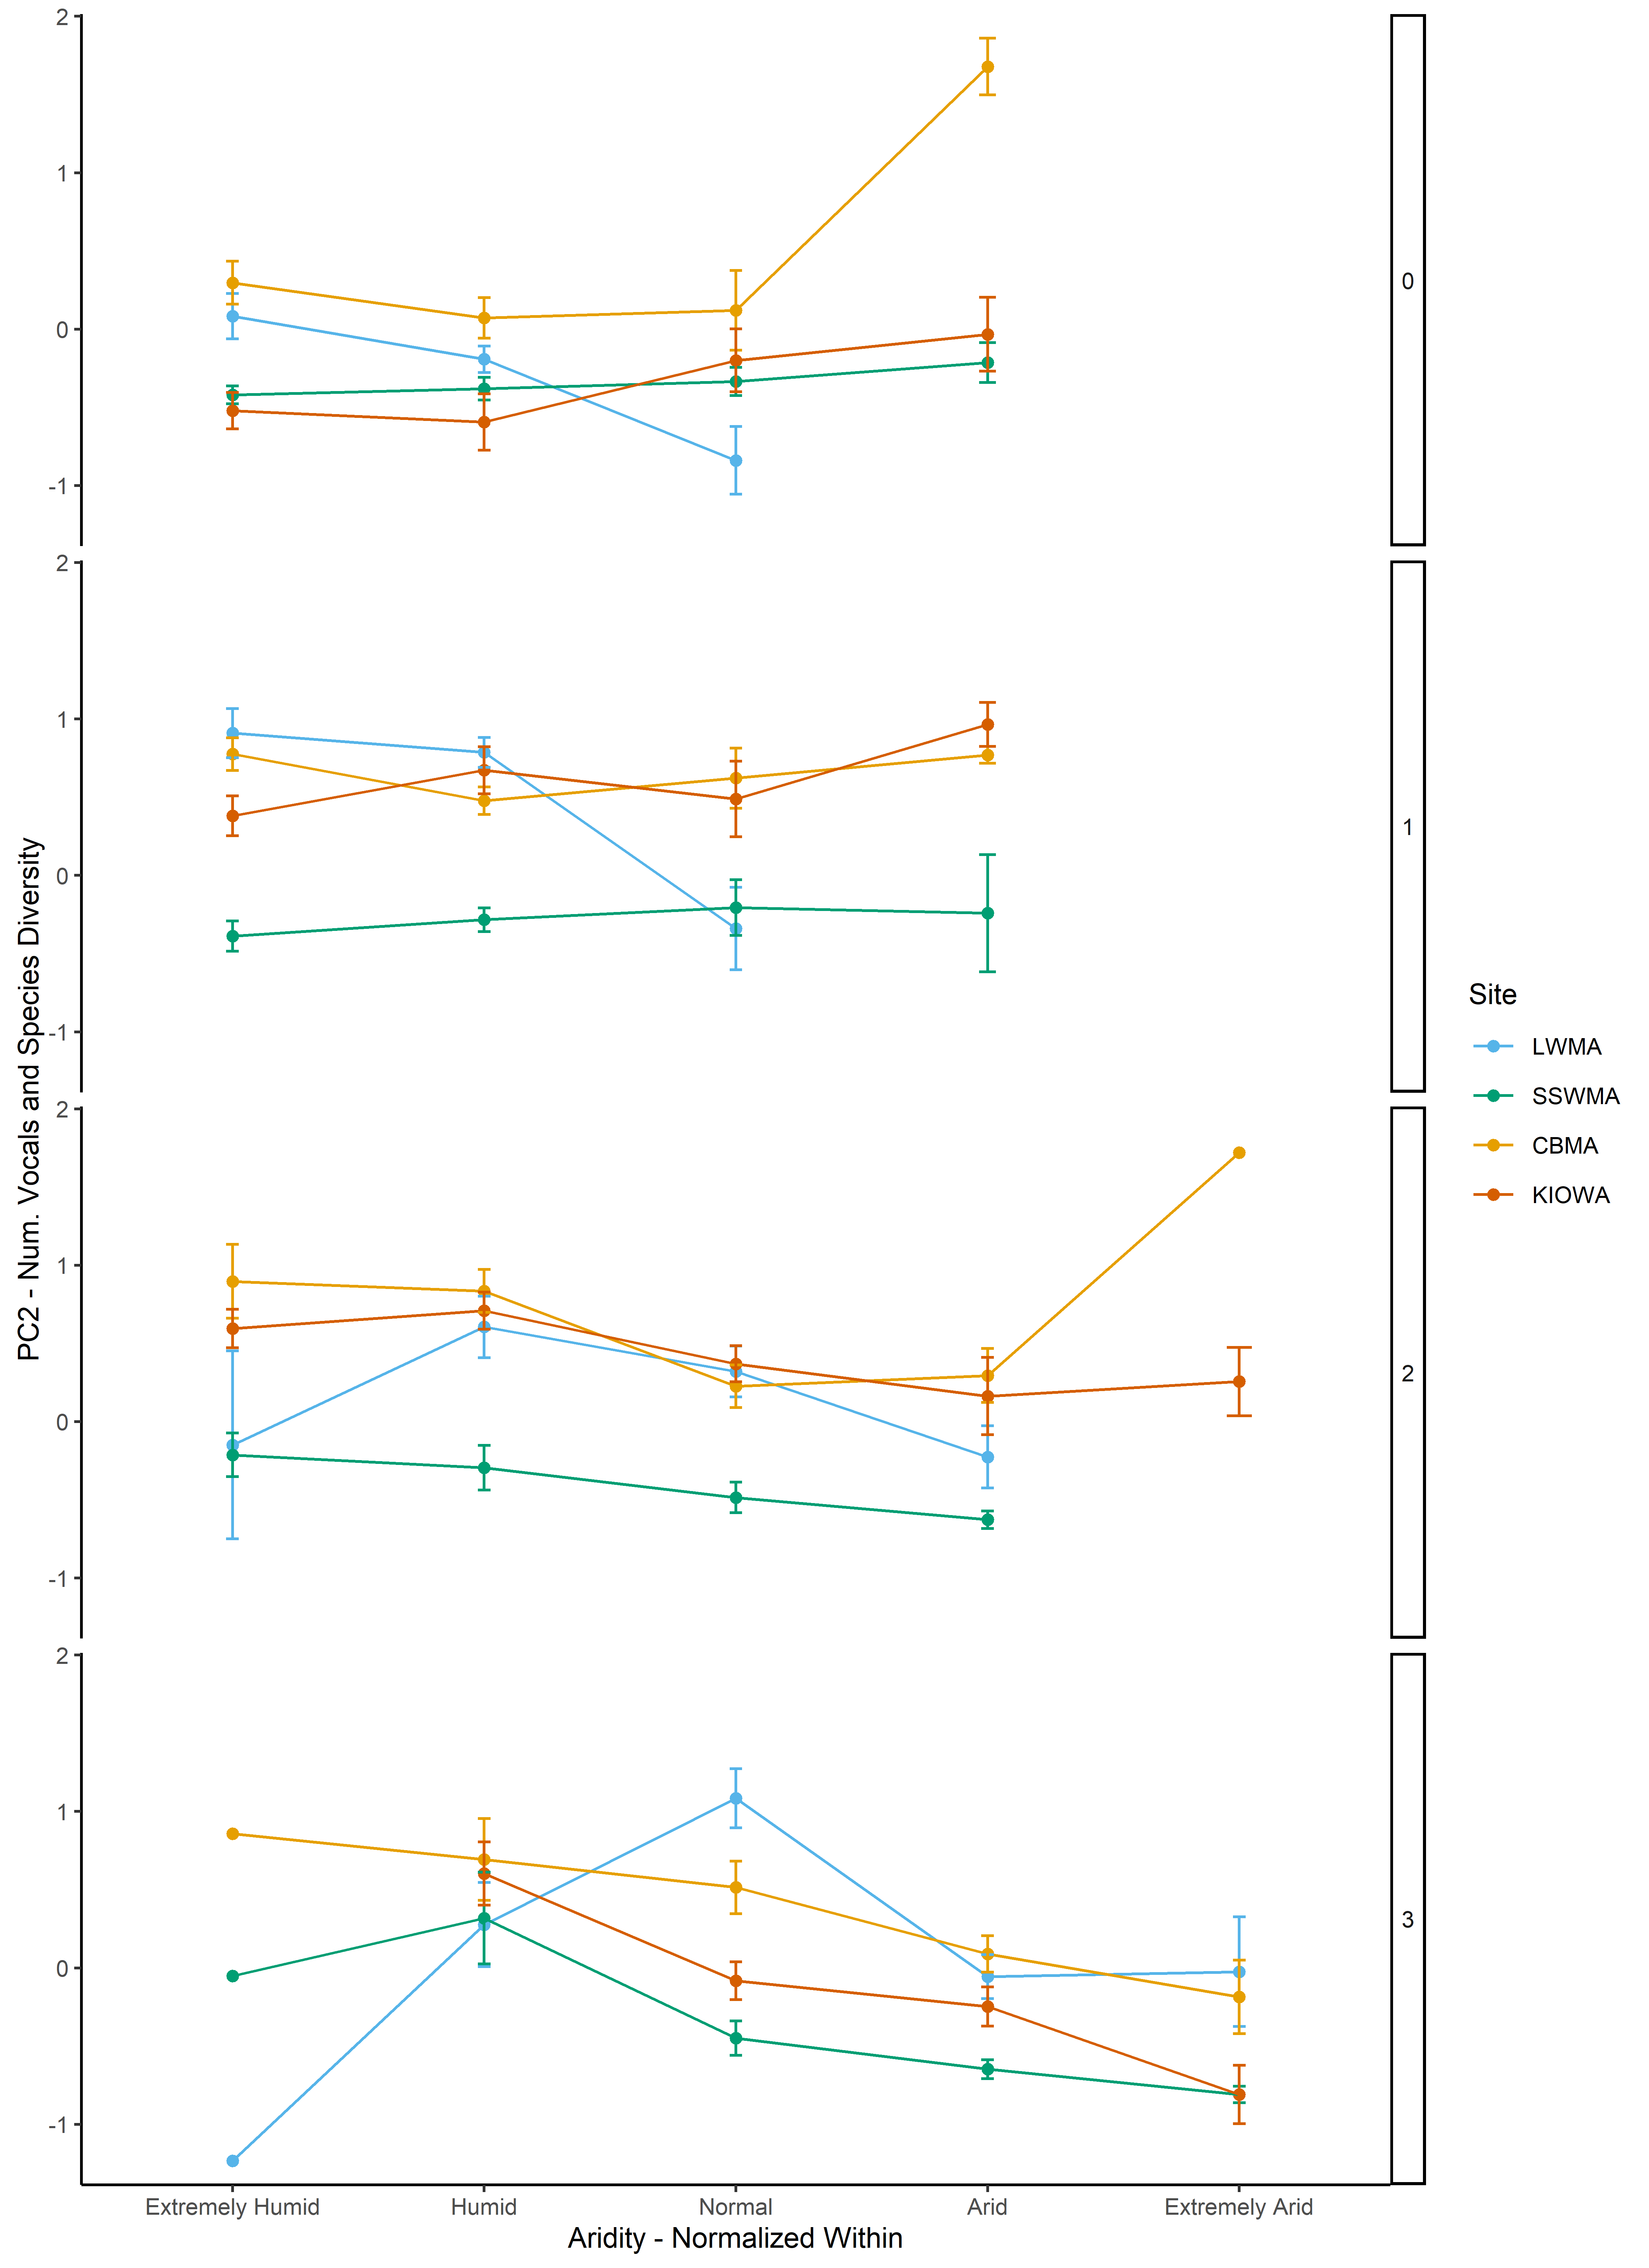 2
1
0
-1
0
2
1
0
-1
1
2
1
0
-1
2
2
1
0
-1
3
Extremely Humid Humid Normal Arid Extremely Arid
Aridity - Normalized Within
PC2 - Num. Vocals and Species Diversity
Site
LWMA
SSWMA
CBMA
KIOWA